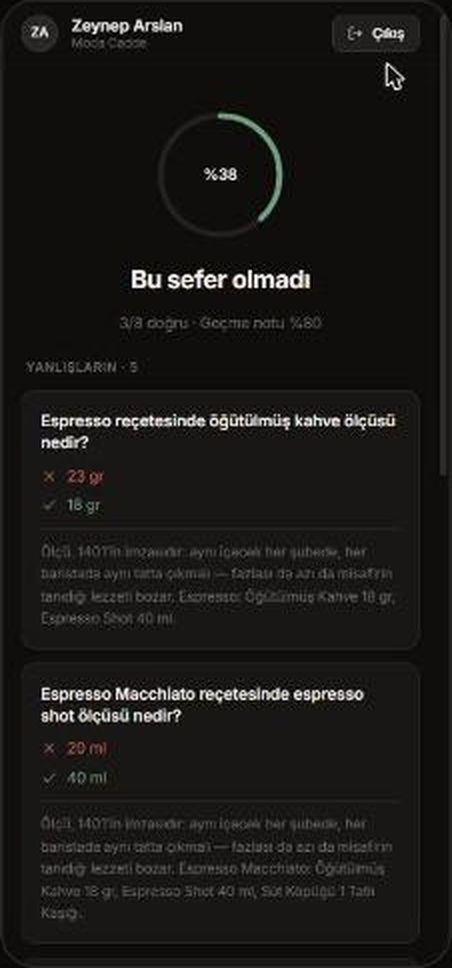 ZA
Zeynep Arslan
Moda Cadde
Çıkış
%38
Bu sefer olmadı
3/8 doğru · Geçme notu %80
YANLIŞLARIN · 5
Espresso reçetesinde öğütülmüş kahve ölçüsü
nedir?
× 23 gr
✓ 18 gr
Ölçü, 1401'in imzasıdır: aynı içecek her şubede, her
baristada aynı tatta çıkmalı — fazlası da azı da misafirin
tanıdığı lezzeti bozar. Espresso: Öğütülmüş Kahve 18 gr,
Espresso Shot 40 ml.
Espresso Macchiato reçetesinde espresso
shot ölçüsü nedir?
× 20 ml
✓ 40 ml
Ölçü, 1401'in imzasıdır: aynı içecek her şubede, her
baristada aynı tatta çıkmalı — fazlası da azı da misafirin
tanıdığı lezzeti bozar. Espresso Macchiato: Öğütülmüş
Kahve 18 gr, Espresso Shot 40 ml, Süt Köpüğü 1 Tatlı
Kaşığı.